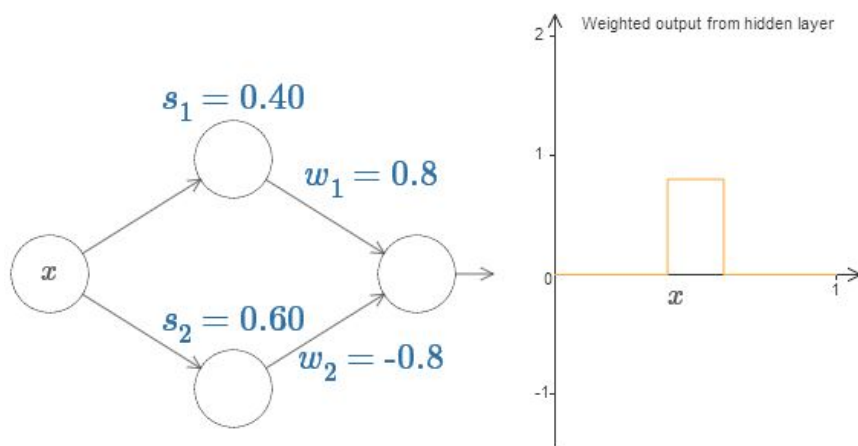 s₁ = 0.40
w₁ = 0.8
x
s₂ = 0.60
w₂ = -0.8
Weighted output from hidden layer
2
1
0
1
x
-1